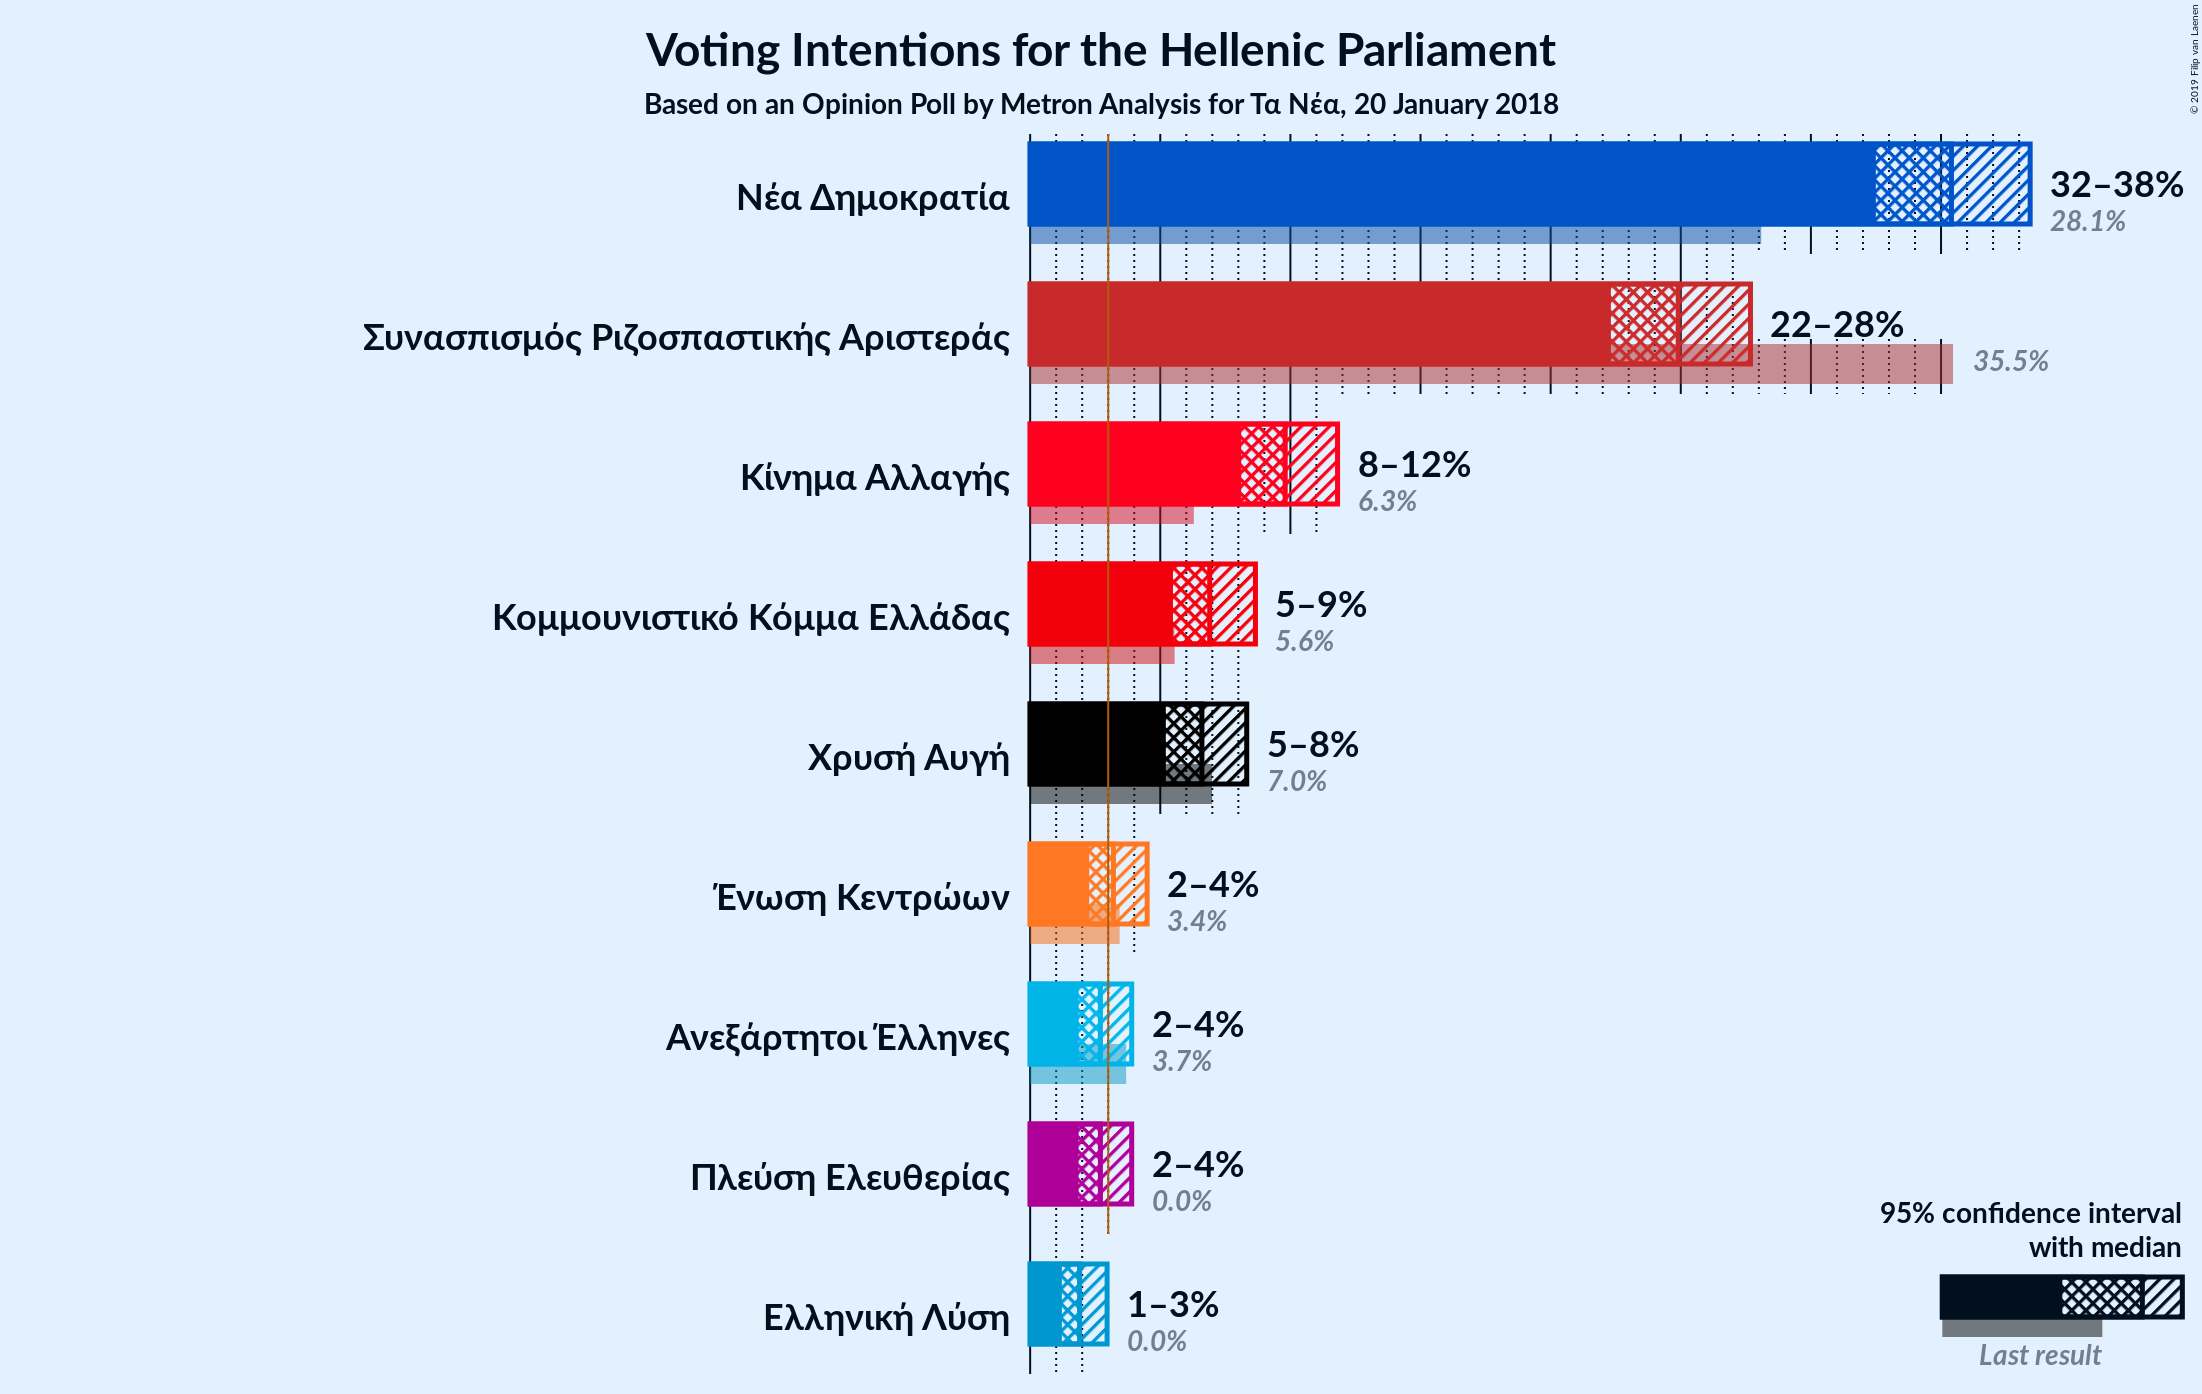 Voting Intentions for the Hellenic Parliament
Based on an Opinion Poll by Metron Analysis for Τα Νέα, 20 January 2018
© 2019 Filip van Laenen
Νέα Δημοκρατία
32–38%
28.1%
Συνασπισμός Ριζοσπαστικής Αριστεράς
22–28%
35.5%
Κίνημα Αλλαγής
8–12%
6.3%
Κομμουνιστικό Κόμμα Ελλάδας
5–9%
5.6%
Χρυσή Αυγή
5–8%
7.0%
Ένωση Κεντρώων
2–4%
3.4%
Ανεξάρτητοι Έλληνες
2–4%
3.7%
Πλεύση Ελευθερίας
2–4%
0.0%
Ελληνική Λύση
1–3%
0.0%
95% confidence interval
with median
Last result